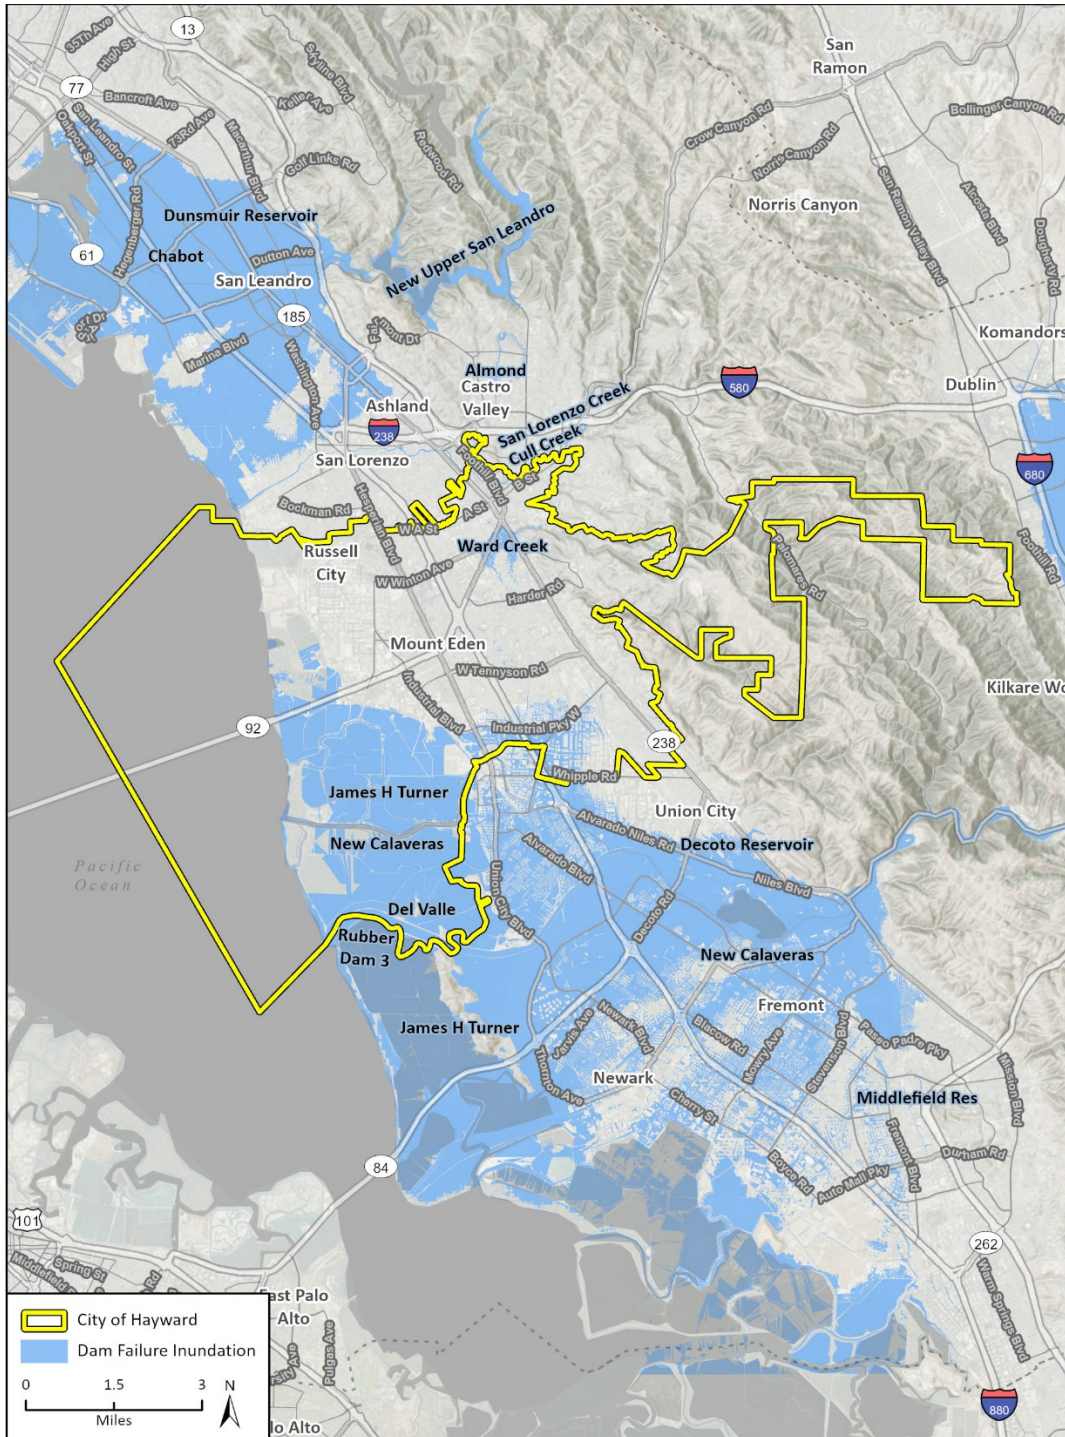 35Th Ave
High St
13
Skyline Blvd
San
Ramon
77
Bancroft Ave
Keller Ave
Crow Canyon Rd
Bollinger Canyon Rd
San Leandro St
Oakport St
73Rd Ave
Macarthur Blvd
Golf Links Rd
Redwood Rd
Norris Canyon Rd
San Ramon Valley Blvd
Alcosta Blvd
Dougherty Rd
Norris Canyon
Dunsmuir Reservoir
Hegenberger Rd
61
Chabot
Dutton Ave
San Leandro
New Upper San Leandro
185
Marina Blvd
Washington Ave
Komandors
Almond
Castro
Valley
580
Dublin
Ashland
238
San Lorenzo Creek
Cull Creek
San Lorenzo
Foothill Blvd
B St
680
Bockman Rd
Hesperian Blvd
A St
W A St
Russell
City
Ward Creek
Foothill Rd
Palomares Rd
W Winton Ave
Harder Rd
Mount Eden
W Tennyson Rd
Kilkare Wo
Industrial Blvd
92
Industrial Pky W
238
Whipple Rd
James H Turner
Union City
Alvarado Niles Rd
New Calaveras
Decoto Reservoir
Pacific
Ocean
Alvarado Blvd
Niles Blvd
Union City Blvd
Decoto Rd
Del Valle
Rubber
Dam 3
New Calaveras
Fremont
James H Turner
Jarvis Ave
Newark Blvd
Blacow Rd
Mowry Ave
Stevenson Blvd
Paseo Padre Pky
Mission Blvd
Thornton Ave
Newark
Cherry St
Middlefield Res
Fremont Blvd
Durham Rd
Boyce Rd
Auto Mall Pky
84
101
262
Spring St
Warm Springs Blvd
East Palo
Alto
Pulgas Ave
City of Hayward
Dam Failure Inundation
0 1.5 3
Miles
N
lo Alto
880